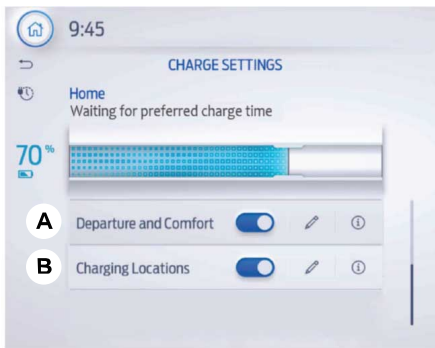 9:45
CHARGE SETTINGS
Home
Waiting for preferred charge time
70%
A Departure and Comfort
B Charging Locations